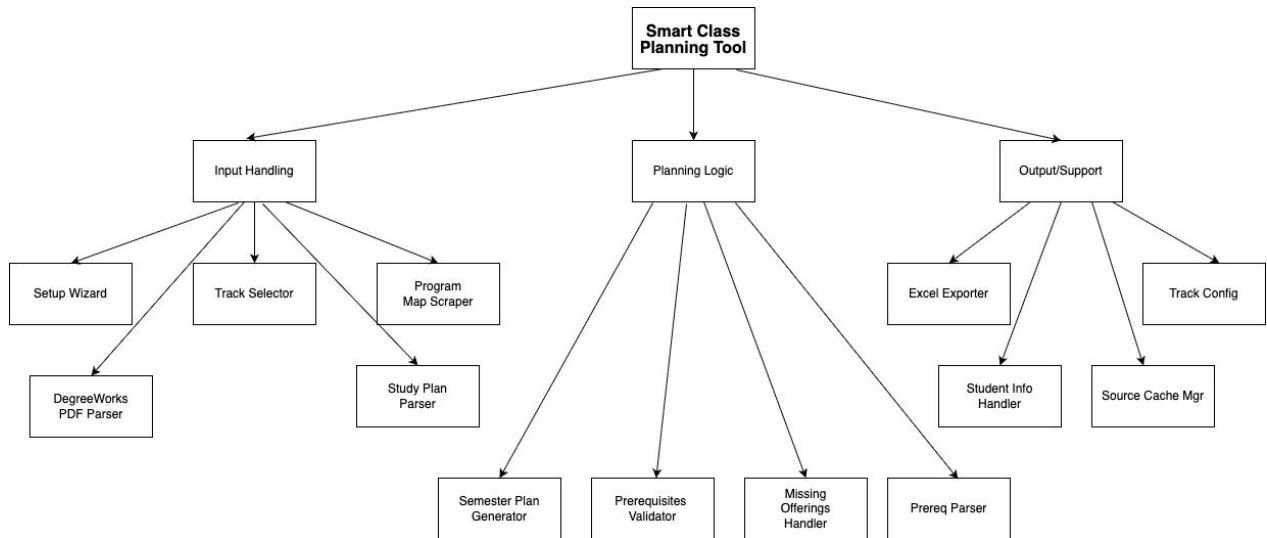 Smart Class
Planning Tool
Input Handling
Planning Logic
Output/Support
Setup Wizard
Track Selector
Program
Map Scraper
Excel Exporter
Track Config
DegreeWorks
PDF Parser
Study Plan
Parser
Student Info
Handler
Source Cache Mgr
Semester Plan
Generator
Prerequisites
Validator
Missing
Offerings
Handler
Prereq Parser